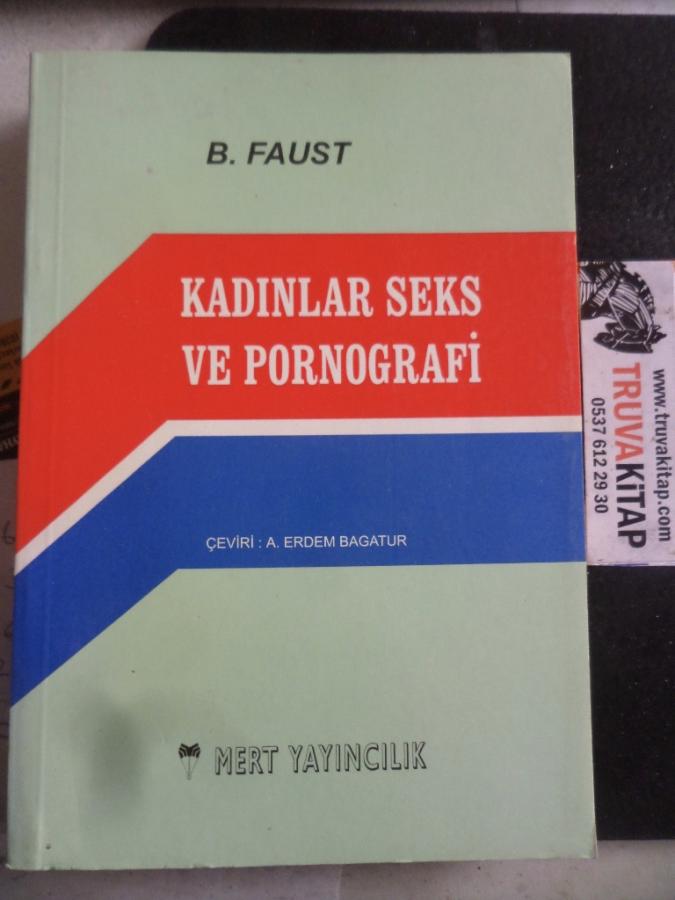 B. FAUST
KADINLAR SEKS
VE PORNOGRAFİ
ÇEVİRİ : A. ERDEM BAGATUR
MERT YAYINCILIK
www.truvakitap.com
TRUVAKİTAP
0537 612 29 30